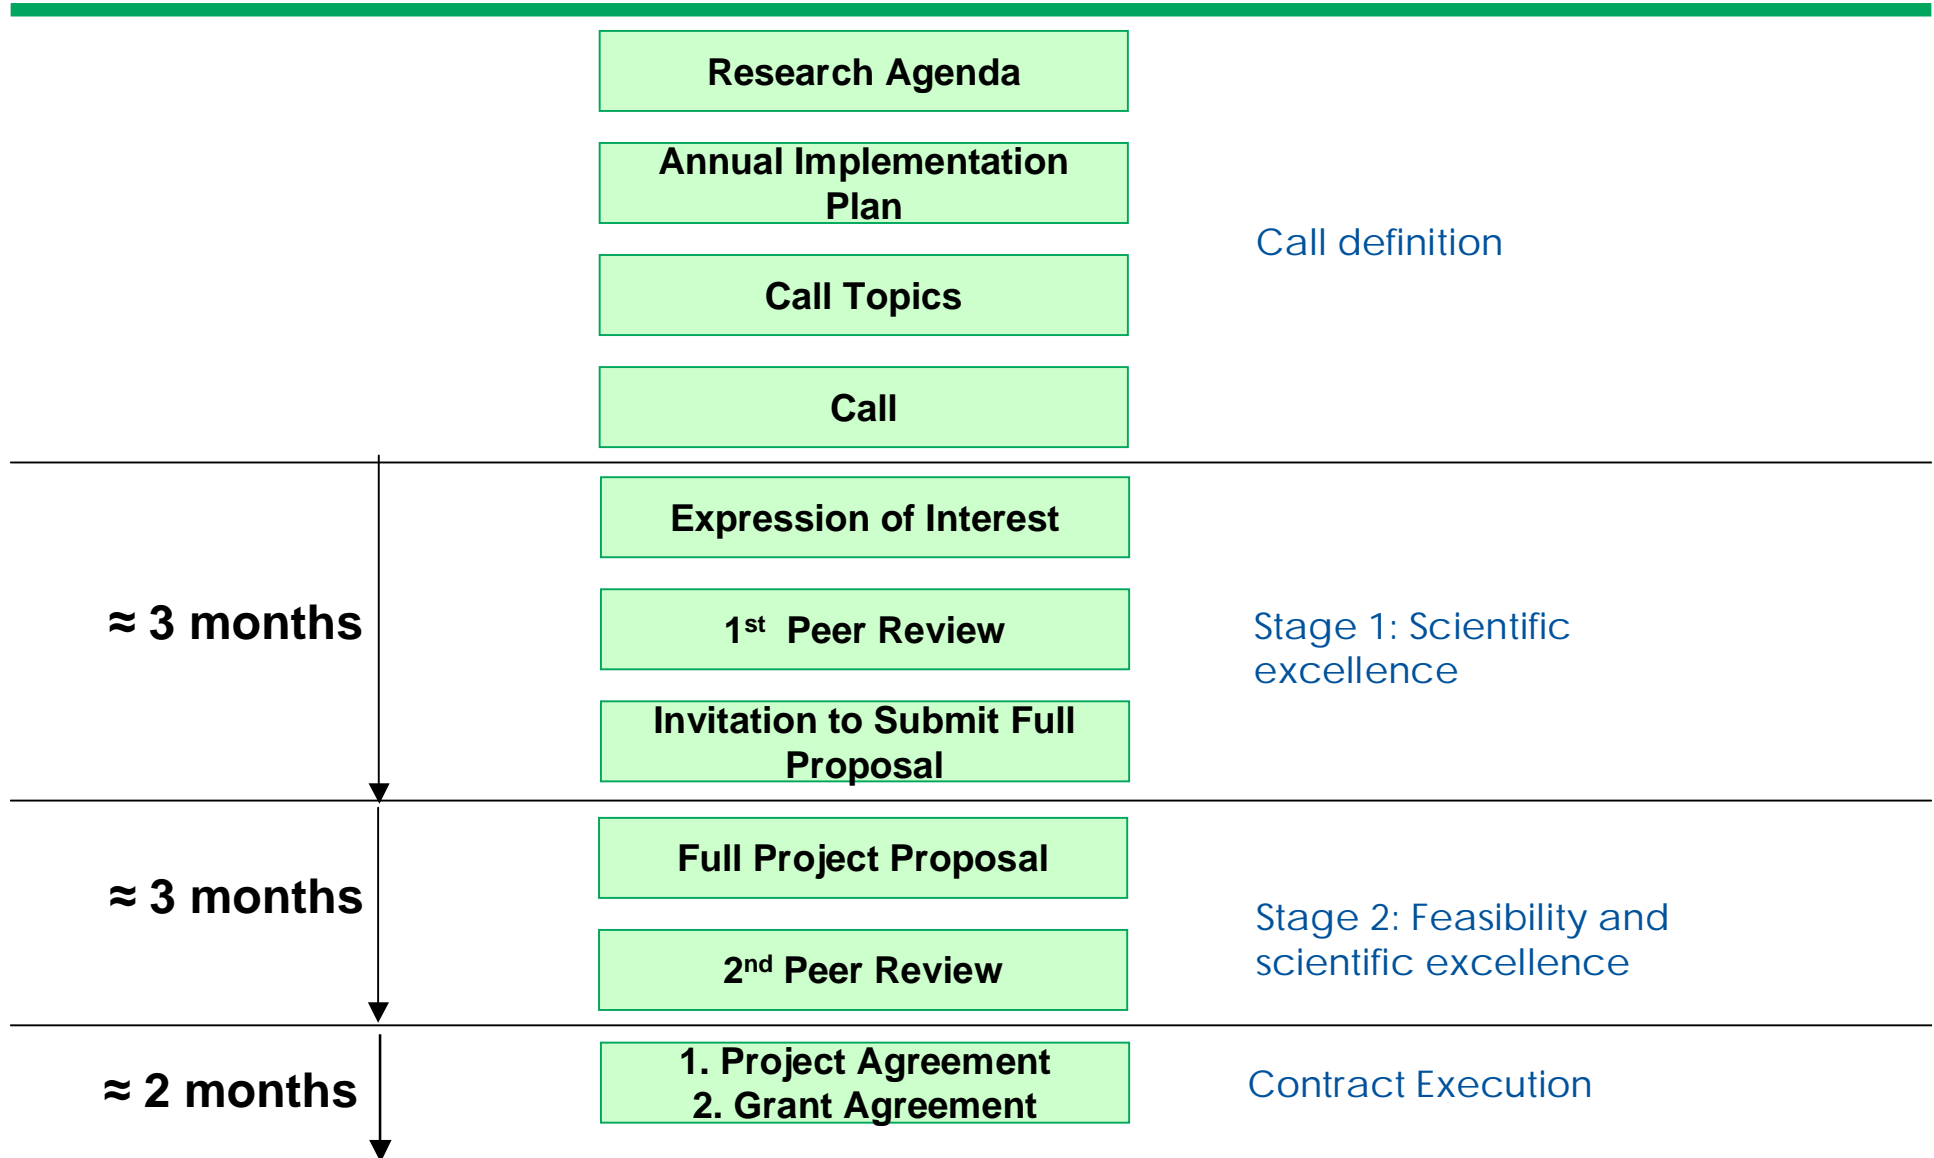 Research Agenda
Annual Implementation
Plan
Call definition
Call Topics
Call
Expression of Interest
≈ 3 months
1st Peer Review
Stage 1: Scientific
excellence
Invitation to Submit Full
Proposal
Full Project Proposal
≈ 3 months
Stage 2: Feasibility and
scientific excellence
2nd Peer Review
1. Project Agreement
2. Grant Agreement
≈ 2 months
Contract Execution